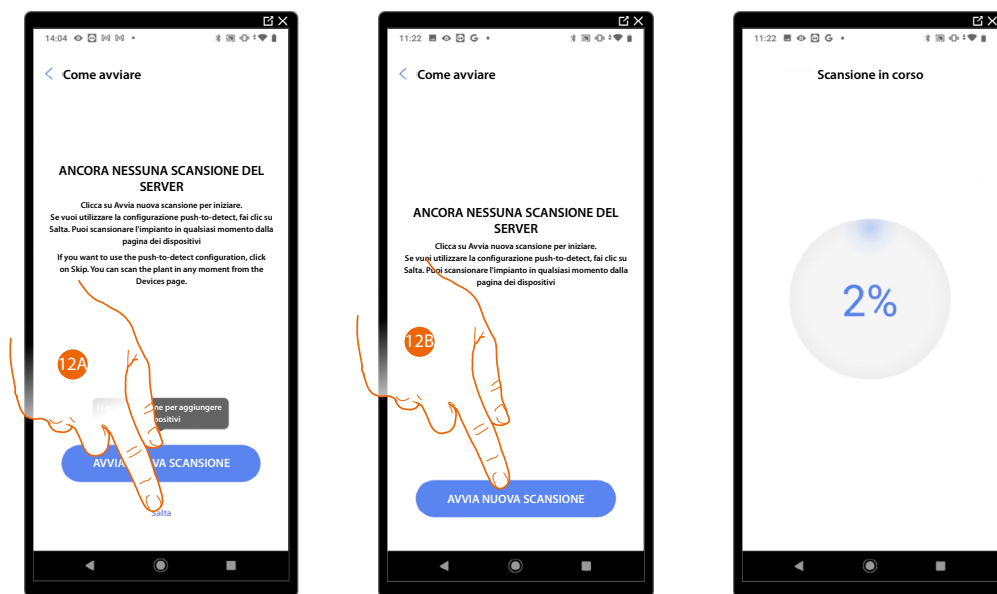 14:04
Come avviare
ANCORA NESSUNA SCANSIONE DEL
SERVER
Clicca su Avvia nuova scansione per iniziare.
Se vuoi utilizzare la configurazione push-to-detect, fai clic su
Salta. Puoi scansionare l'impianto in qualsiasi momento dalla
pagina dei dispositivi
If you want to use the push-to-detect configuration, click
on Skip. You can scan the plant in any moment from the
Devices page.
12A
me per aggiungere
positivi
AVVIA VA SCANSIONE
Salta
11:22
G
Come avviare
ANCORA NESSUNA SCANSIONE DEL
SERVER
Clicca su Avvia nuova scansione per iniziare.
Se vuoi utilizzare la configurazione push-to-detect, fai clic su
Salta. Puoi scansionare l'impianto in qualsiasi momento dalla
pagina dei dispositivi
12B
AVVIA NUOVA SCANSIONE
11:22
G
Scansione in corso
2%